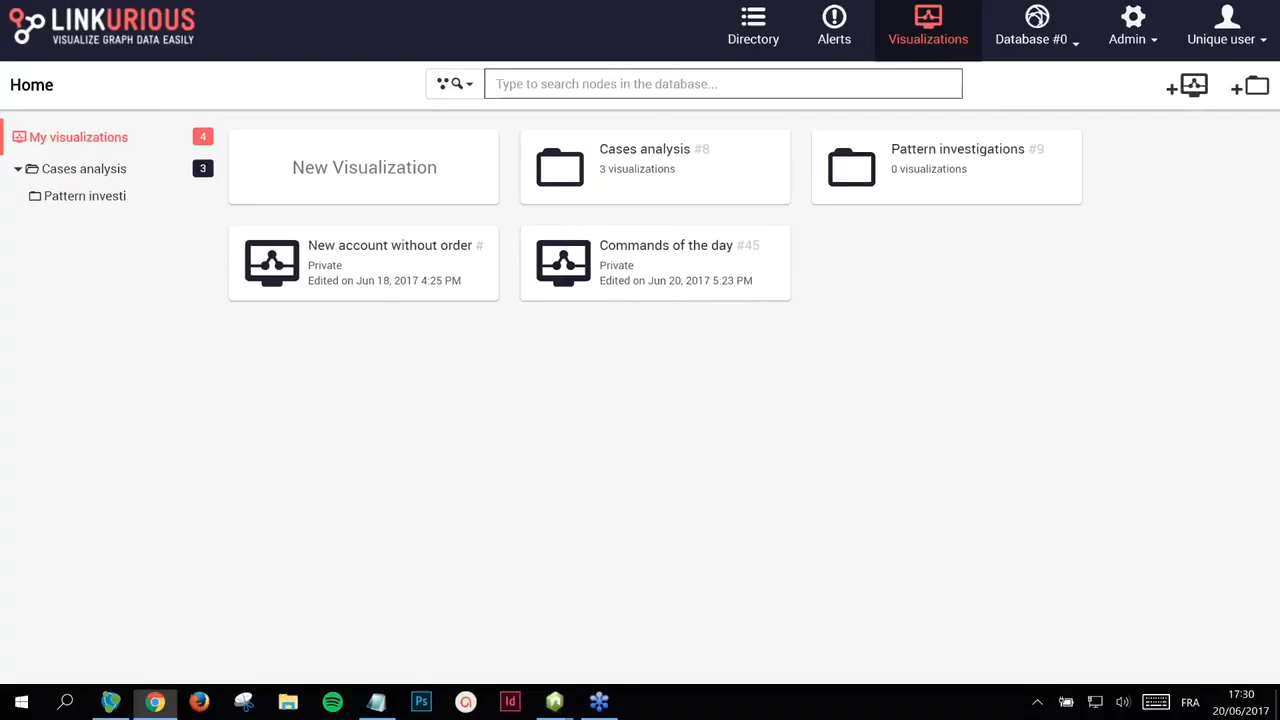 LINKURIOUS
VISUALIZE GRAPH DATA EASILY
Directory
Alerts
Visualizations
Database #0
Admin
Unique user
Home
Type to search nodes in the database...
My visualizations
4
Cases analysis
3
Pattern investi
New Visualization
Cases analysis #8
3 visualizations
Pattern investigations #9
0 visualizations
New account without order #
Private
Edited on Jun 18, 2017 4:25 PM
Commands of the day #45
Private
Edited on Jun 20, 2017 5:23 PM
Ps
Id
FRA
17:30
20/06/2017